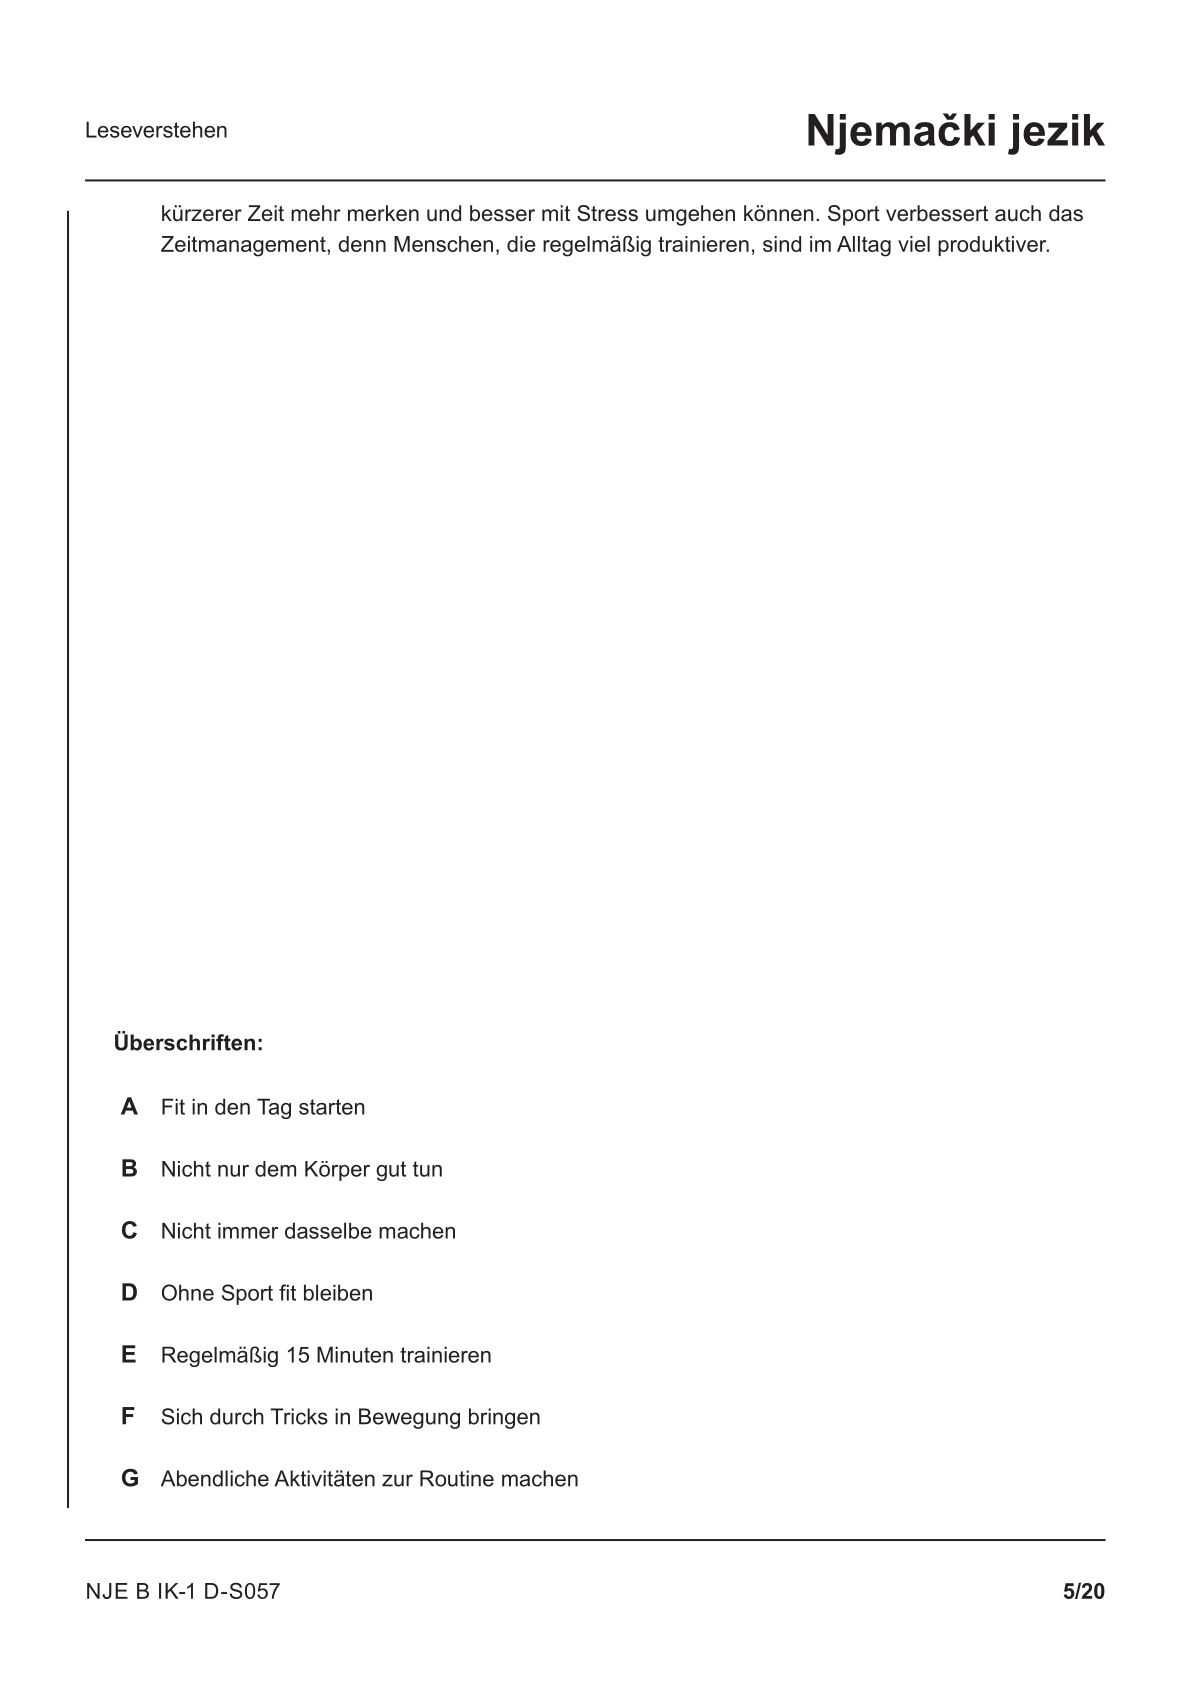 Leseverstehen
Njemački jezik
kürzerer Zeit mehr merken und besser mit Stress umgehen können. Sport verbessert auch das
Zeitmanagement, denn Menschen, die regelmäßig trainieren, sind im Alltag viel produktiver.
Überschriften:
A Fit in den Tag starten
B Nicht nur dem Körper gut tun
C Nicht immer dasselbe machen
D Ohne Sport fit bleiben
E Regelmäßig 15 Minuten trainieren
F Sich durch Tricks in Bewegung bringen
G Abendliche Aktivitäten zur Routine machen
NJE B IK-1 D-S057
5/20